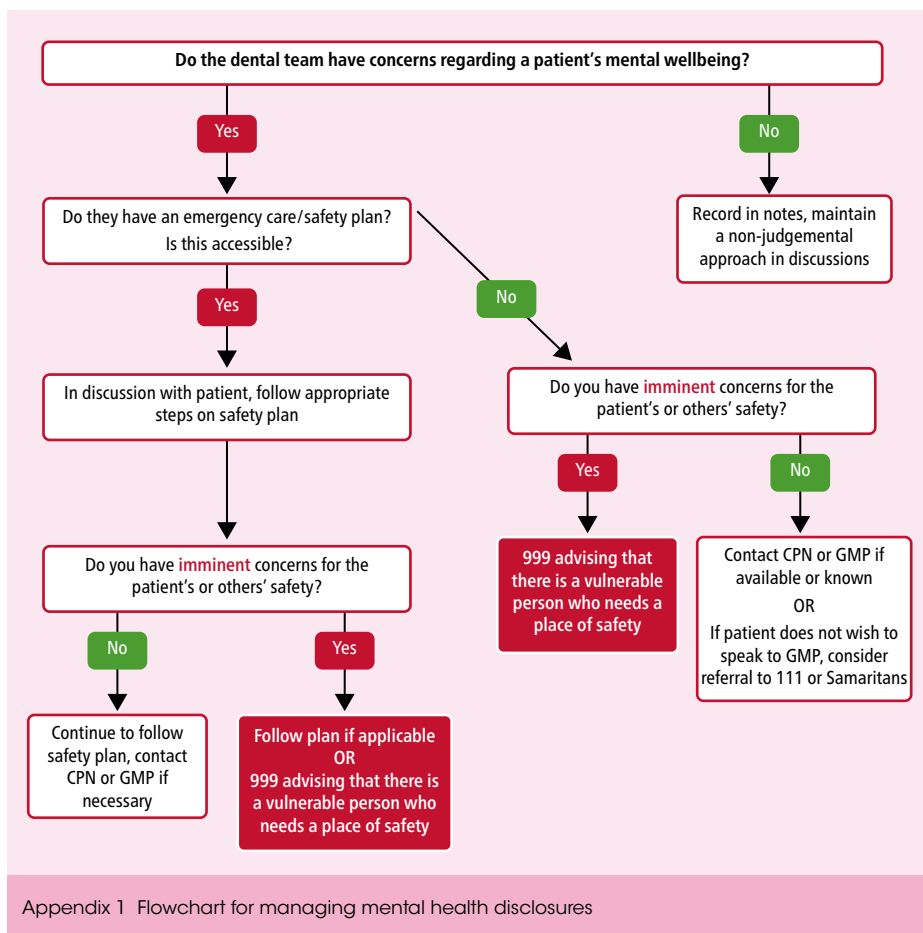 Do the dental team have concerns regarding a patient's mental wellbeing?
Yes
No
Do they have an emergency care/safety plan?
Is this accessible?
Record in notes, maintain
a non-judgemental
approach in discussions
Yes
No
In discussion with patient, follow appropriate
steps on safety plan
Do you have imminent concerns for the
patient's or others' safety?
Yes
No
999 advising that
there is a vulnerable
person who needs a
place of safety
Contact CPN or GMP if
available or known
OR
If patient does not wish to
speak to GMP, consider
referral to 111 or Samaritans
Do you have imminent concerns for the
patient's or others' safety?
No
Yes
Continue to follow
safety plan, contact
CPN or GMP if
necessary
Follow plan if applicable
OR
999 advising that there is
a vulnerable person who
needs a place of safety
Appendix 1 Flowchart for managing mental health disclosures